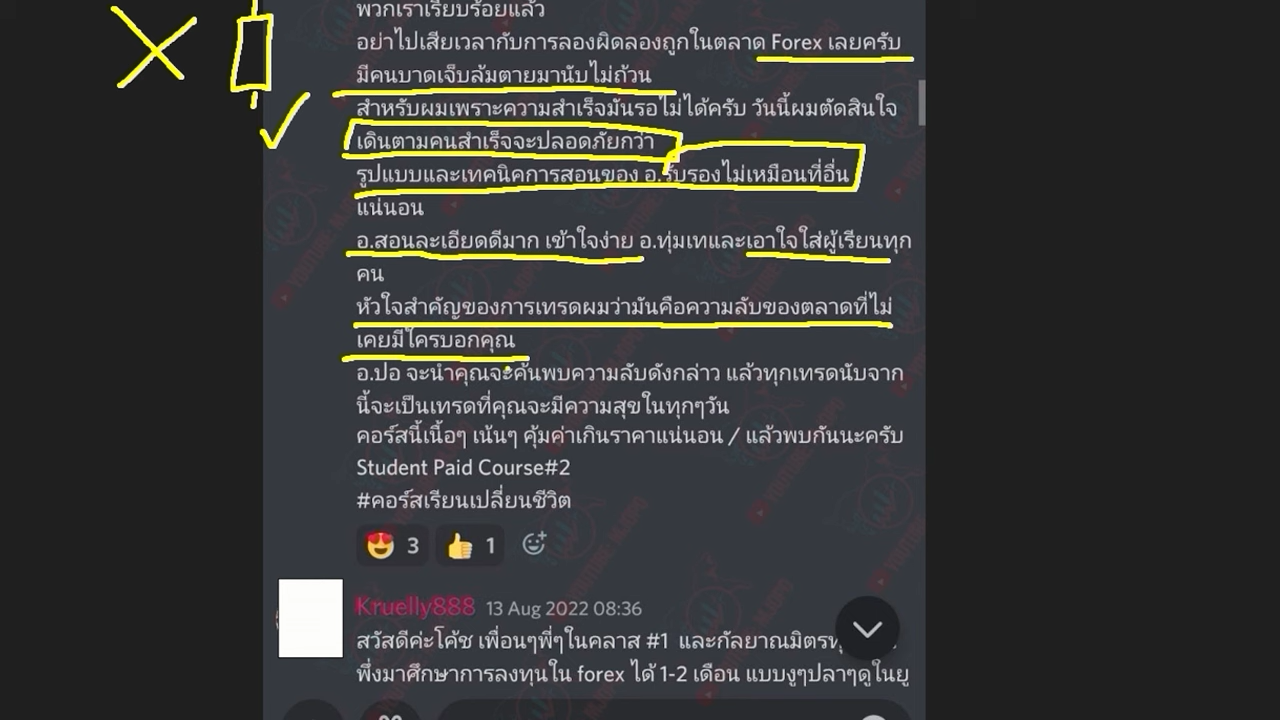 พวกเราเรียบร้อยแล้ว
อย่าไปเสียเวลากับการลองผิดลองถูกในตลาด Forex เลยครับ
มีคนบาดเจ็บล้มตายมานับไม่ถ้วน
สำหรับผมเพราะความสำเร็จมันรอไม่ได้ครับ วันนี้ผมตัดสินใจ
เดินตามคนสำเร็จจะปลอดภัยกว่า
รูปแบบและเทคนิคการสอนของ อ.รับรองไม่เหมือนที่อื่น
แน่นอน
อ.สอนละเอียดดีมาก เข้าใจง่าย อ.ทุ่มเทและเอาใจใส่ผู้เรียนทุก
คน
หัวใจสำคัญของการเทรดผมว่ามันคือความลับของตลาดที่ไม่
เคยมีใครบอกคุณ
อ.ปอ จะนำคุณจะค้นพบความลับดังกล่าว แล้วทุกเทรดนับจาก
นี้จะเป็นเทรดที่คุณจะมีความสุขในทุกๆวัน
คอร์สนี้เนื้อๆ เน้นๆ คุ้มค่าเกินราคาแน่นอน / แล้วพบกันนะครับ
Student Paid Course#2
#คอร์สเรียนเปลี่ยนชีวิต
3 1
Kruelly888 13 Aug 2022 08:36
สวัสดีค่ะโค้ช เพื่อนๆพี่ๆในคลาส #1 และกัลยาณมิตร
พึ่งมาศึกษาการลงทุนใน forex ได้ 1-2 เดือน แบบงูๆปลาๆดูในยู